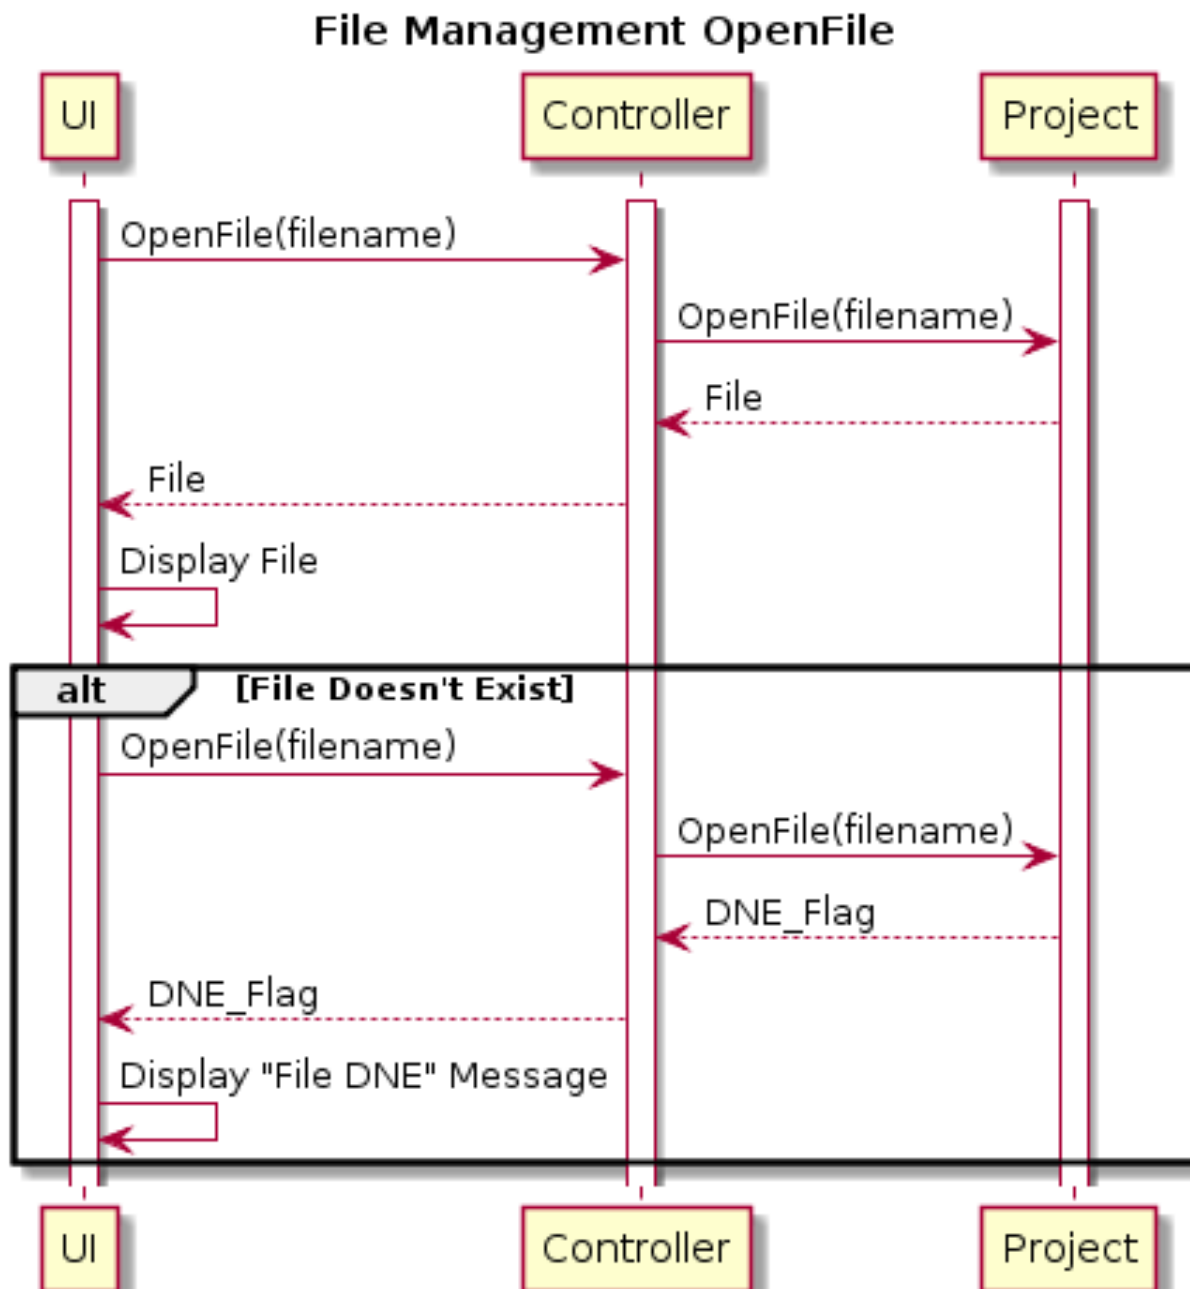 File Management OpenFile
UI
Controller
Project
OpenFile(filename)
OpenFile(filename)
File
File
Display File
alt
[File Doesn't Exist]
OpenFile(filename)
OpenFile(filename)
DNE_Flag
DNE_Flag
Display "File DNE" Message
UI
Controller
Project